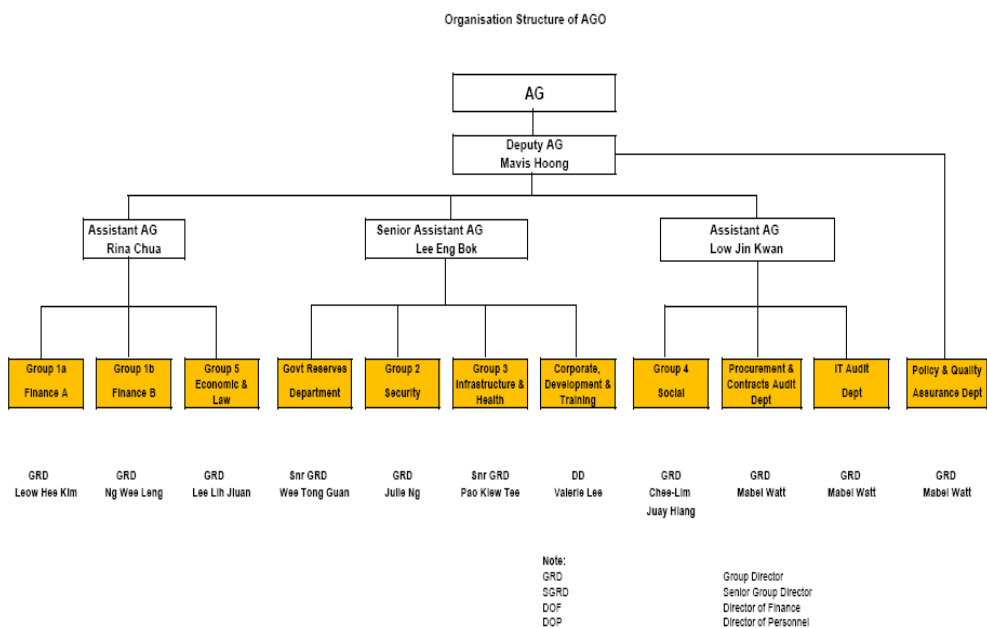 Organisation Structure of AGO
AG
Deputy AG
Mavis Hoong
Assistant AG
Rina Chua
Senior Assistant AG
Lee Eng Bok
Assistant AG
Low Jin Kwan
Group 1a
Finance A
Group 1b
Finance B
Group 5
Economic &
Law
Govt Reserves
Department
Group 2
Security
Group 3
Infrastructure &
Health
Corporate,
Development &
Training
Group 4
Social
Procurement &
Contracts Audit
Dept
IT Audit
Dept
Policy & Quality
Assurance Dept
GRD
Leow Hee Kim
GRD
Ng Wee Leng
GRD
Lee Lih Jiuan
Snr GRD
Wee Tong Guan
GRD
Julie Ng
Snr GRD
Pao Kiew Tee
DD
Valerie Lee
GRD
Chee-Lim
Juay Hiang
GRD
Mabel Watt
GRD
Mabel Watt
GRD
Mabel Watt
Note:
GRD Group Director
SGRD Senior Group Director
DOF Director of Finance
DOP Director of Personnel